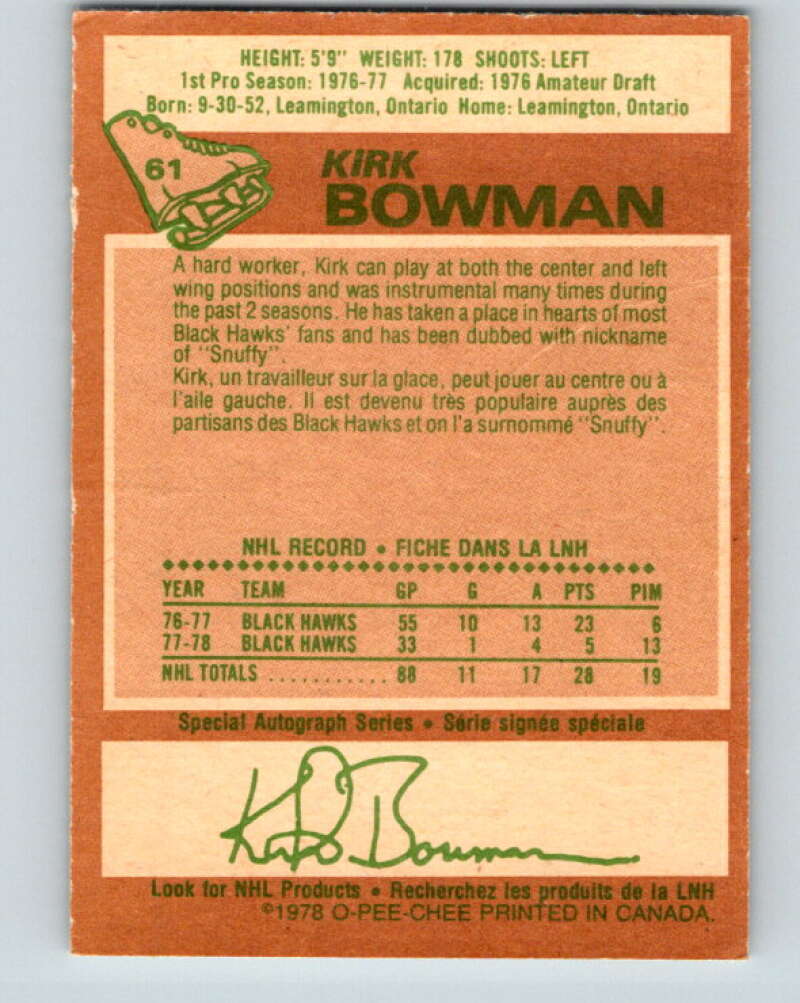 HEIGHT: 5'9" WEIGHT: 178 SHOOTS: LEFT
1st Pro Season: 1976-77 Acquired: 1976 Amateur Draft
Born: 9-30-52, Leamington, Ontario Home: Leamington, Ontario
61
KIRK
BOWMAN
A hard worker, Kirk can play at both the center and left
wing positions and was instrumental many times during
the past 2 seasons. He has taken a place in hearts of most
Black Hawks' fans and has been dubbed with nickname
of "Snuffy".
Kirk, un travailleur sur la glace, peut jouer au centre ou à
l'aile gauche. Il est devenu très populaire auprès des
partisans des Black Hawks et on l'a surnommé "Snuffy".
NHL RECORD • FICHE DANS LA LNH
YEAR TEAM GP G A PTS PIM
76-77 BLACK HAWKS 55 10 13 23 6
77-78 BLACK HAWKS 33 1 4 5 13
NHL TOTALS ........... 88 11 17 28 19
Special Autograph Series • Série signée spéciale
Kirk Bowman
Look for NHL Products • Recherchez les produits de la LNH
©1978 O-PEE-CHEE PRINTED IN CANADA.